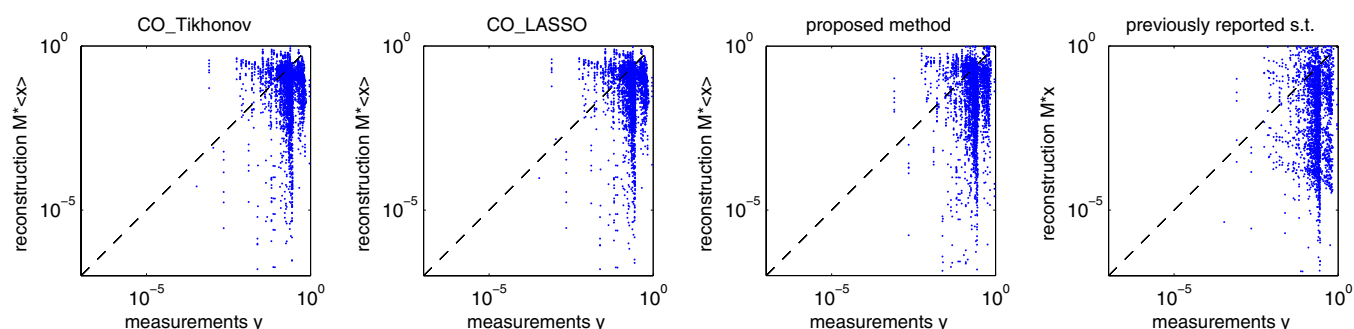 CO_Tikhonov
10^0
10^-5
reconstruction M*<x>
10^-5
10^0
measurements y
CO_LASSO
10^0
10^-5
reconstruction M*<x>
10^-5
10^0
measurements y
proposed method
10^0
10^-5
reconstruction M*<x>
10^-5
10^0
measurements y
previously reported s.t.
10^0
10^-5
reconstruction M*x
10^-5
10^0
measurements y